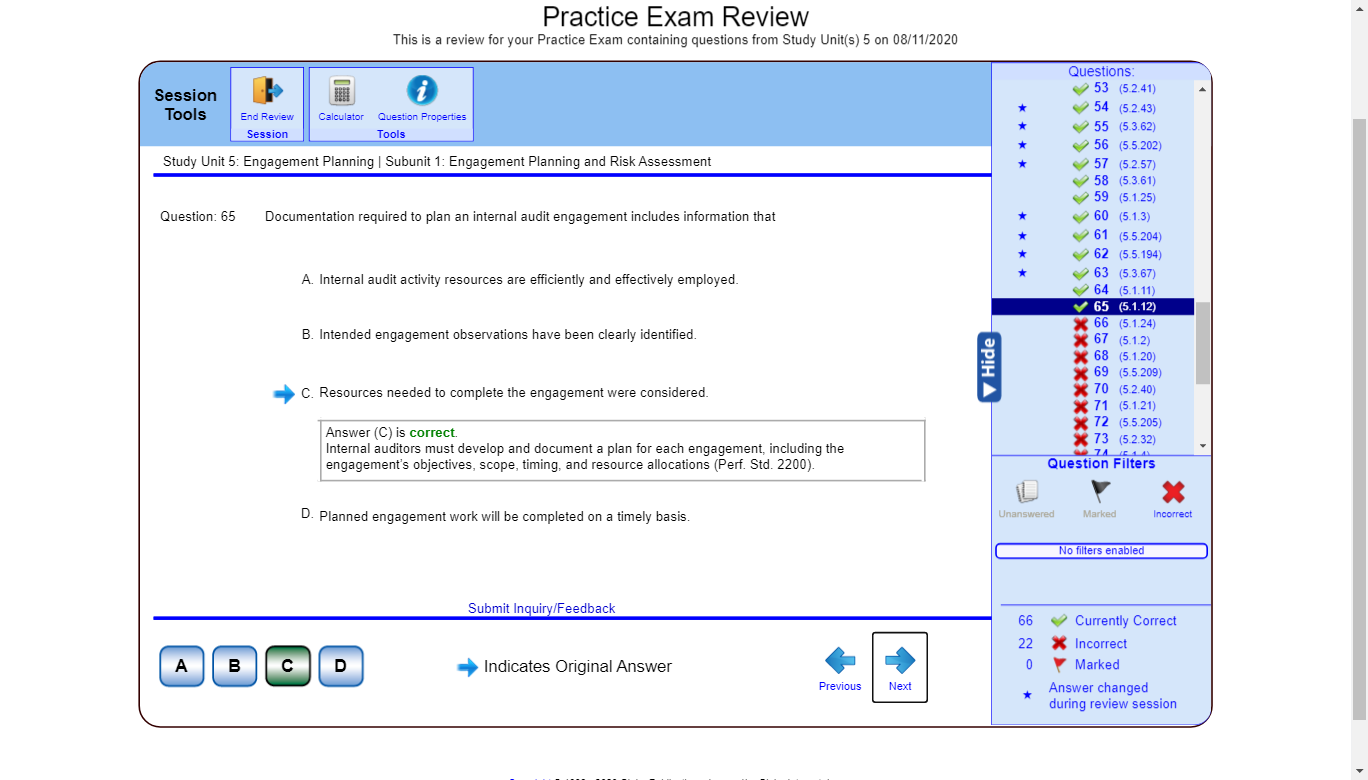 Practice Exam Review
This is a review for your Practice Exam containing questions from Study Unit(s) 5 on 08/11/2020
Session
Tools
End Review
Session
Calculator
Question Properties
Tools
Study Unit 5: Engagement Planning | Subunit 1: Engagement Planning and Risk Assessment
Question: 65
Documentation required to plan an internal audit engagement includes information that
A. Internal audit activity resources are efficiently and effectively employed.
B. Intended engagement observations have been clearly identified.
C. Resources needed to complete the engagement were considered.
Answer (C) is correct.
Internal auditors must develop and document a plan for each engagement, including the
engagement's objectives, scope, timing, and resource allocations (Perf. Std. 2200).
D. Planned engagement work will be completed on a timely basis.
Submit Inquiry/Feedback
A B C D
Indicates Original Answer
Previous
Next
Hide
Questions:
53 (5.2.41)
54 (5.2.43)
55 (5.3.62)
56 (5.5.202)
57 (5.2.57)
58 (5.3.61)
59 (5.1.25)
60 (5.1.3)
61 (5.5.204)
62 (5.5.194)
63 (5.3.67)
64 (5.1.11)
65 (5.1.12)
66 (5.1.24)
67 (5.1.2)
68 (5.1.20)
69 (5.5.209)
70 (5.2.40)
71 (5.1.21)
72 (5.5.205)
73 (5.2.32)
74 (5.1.4)
Question Filters
Unanswered
Marked
Incorrect
No filters enabled
66 Currently Correct
22 Incorrect
0 Marked
Answer changed
during review session